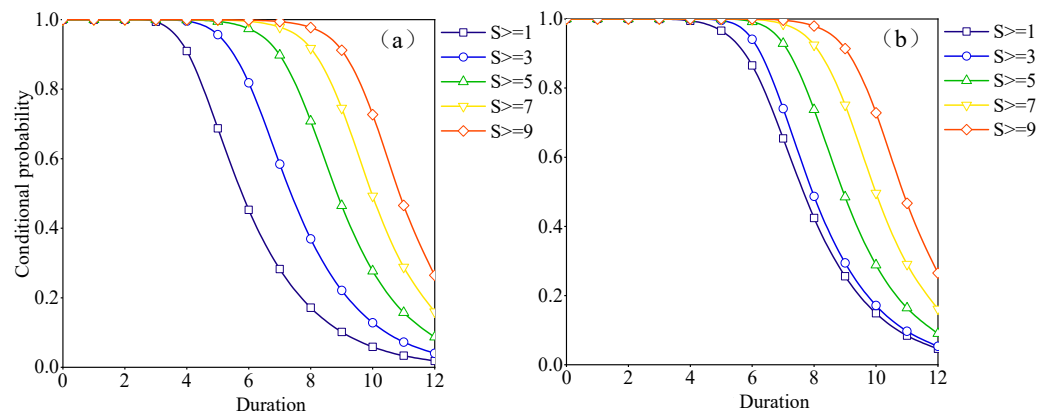 Conditional probability
1.0
0.8
0.6
0.4
0.2
0.0
0 2 4 6 8 10 12
Duration
（a）
S>=1
S>=3
S>=5
S>=7
S>=9
1.0
0.8
0.6
0.4
0.2
0.0
0 2 4 6 8 10 12
Duration
（b）
S>=1
S>=3
S>=5
S>=7
S>=9